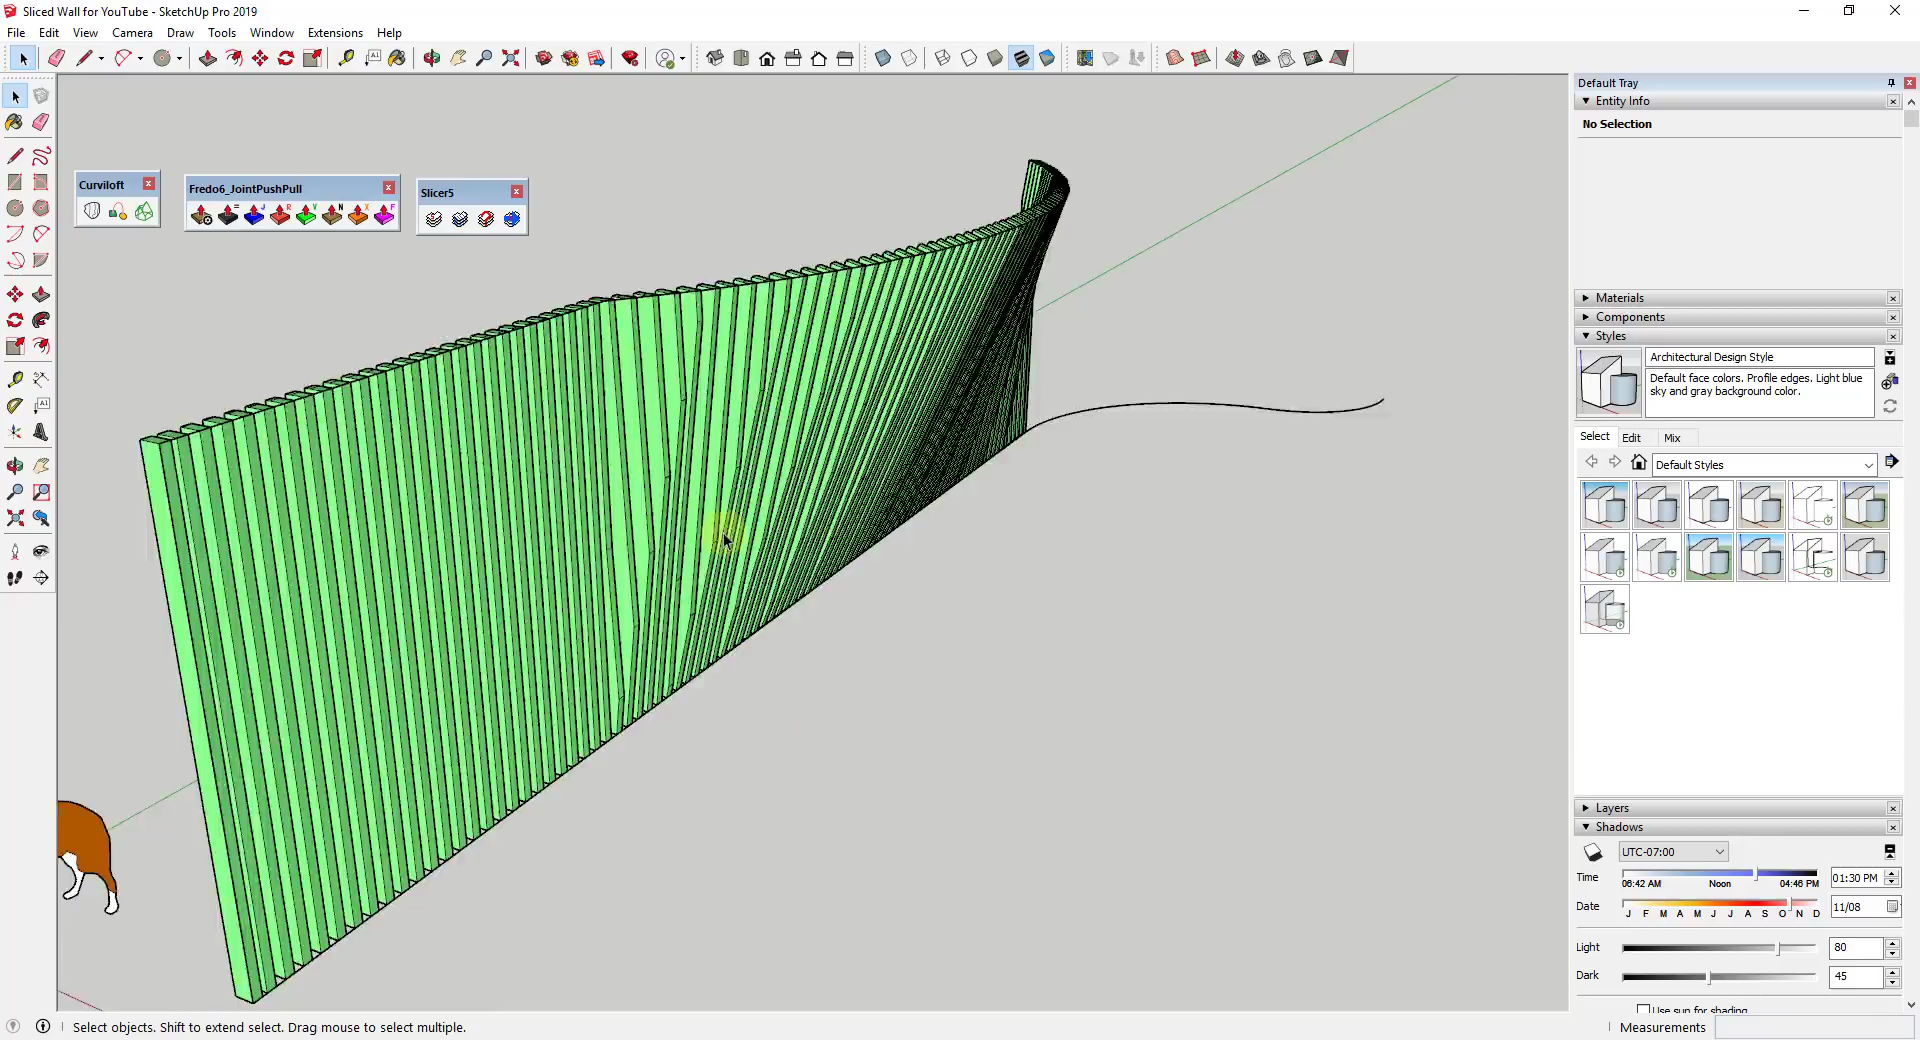 Sliced Wall for YouTube - SketchUp Pro 2019
File Edit View Camera Draw Tools Window Extensions Help
Default Tray
Entity Info
No Selection
Curviloft
Fredo6_JointPushPull
Slicer5
= J R V N X F
Materials
Components
Styles
Architectural Design Style
Default face colors. Profile edges. Light blue
sky and gray background color.
Select Edit Mix
Default Styles
Layers
Shadows
UTC-07:00
Time 06:42 AM Noon 04:46 PM 01:30 PM
Date J F M A M J J A S O N D 11/08
Light 80
Dark 45
Use sun for shading
Select objects. Shift to extend select. Drag mouse to select multiple.
Measurements